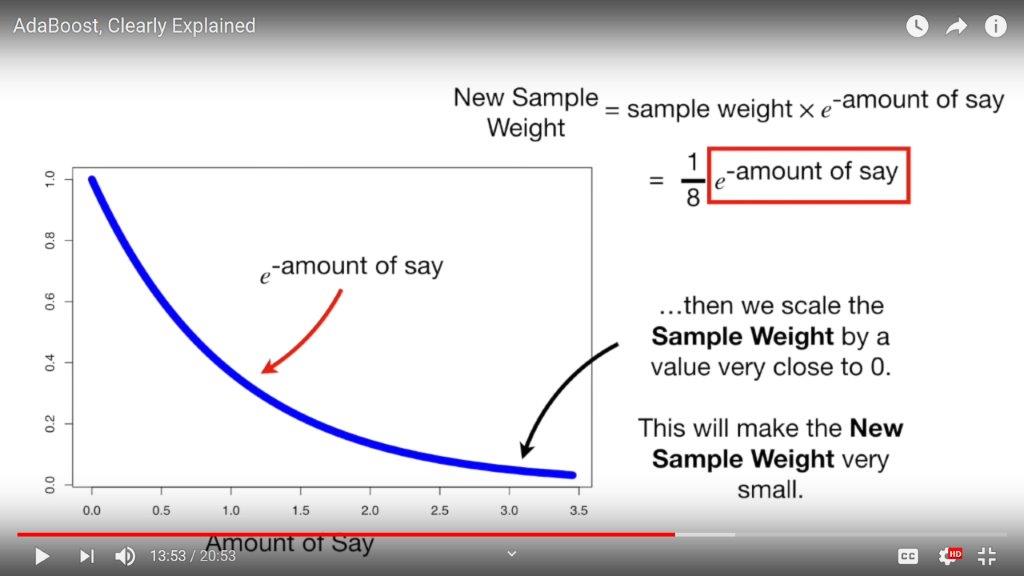 AdaBoost, Clearly Explained
New Sample
Weight
= sample weight × e-amount of say
= 1/8 e-amount of say
1.0
0.8
0.6
0.4
0.2
0.0
e-amount of say
...then we scale the
Sample Weight by a
value very close to 0.
This will make the New
Sample Weight very
small.
0.0 0.5 1.0 1.5 2.0 2.5 3.0 3.5
Amount of Say
13:53 / 20:53
CC
HD